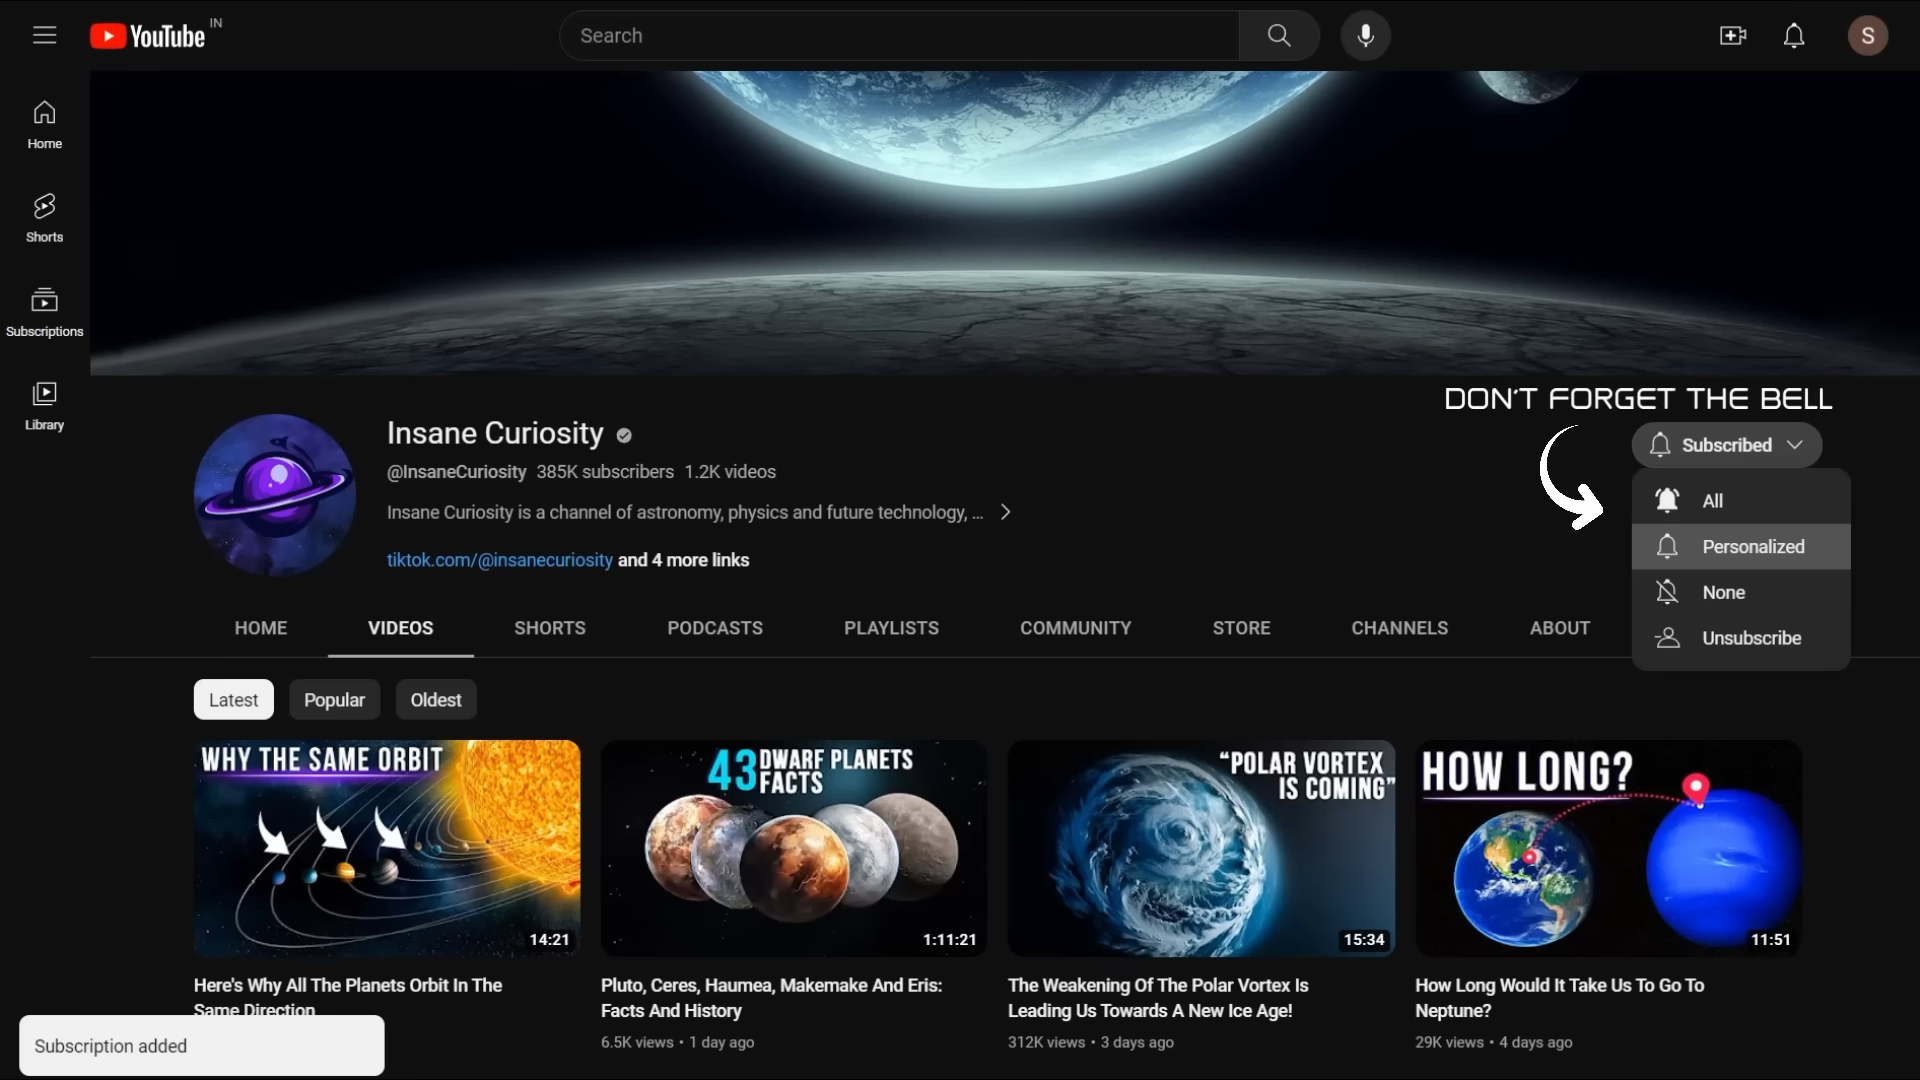 YouTube IN
Search
S
Home
Shorts
Subscriptions
Library
DON'T FORGET THE BELL
Insane Curiosity
@InsaneCuriosity 385K subscribers 1.2K videos
Insane Curiosity is a channel of astronomy, physics and future technology, ...
tiktok.com/@insanecuriosity and 4 more links
Subscribed
All
Personalized
None
Unsubscribe
HOME VIDEOS SHORTS PODCASTS PLAYLISTS COMMUNITY STORE CHANNELS ABOUT
Latest Popular Oldest
WHY THE SAME ORBIT
14:21
Here's Why All The Planets Orbit In The
Same Direction
43 DWARF PLANETS
FACTS
1:11:21
Pluto, Ceres, Haumea, Makemake And Eris:
Facts And History
6.5K views • 1 day ago
“POLAR VORTEX
IS COMING”
15:34
The Weakening Of The Polar Vortex Is
Leading Us Towards A New Ice Age!
312K views • 3 days ago
HOW LONG?
11:51
How Long Would It Take Us To Go To
Neptune?
29K views • 4 days ago
Subscription added